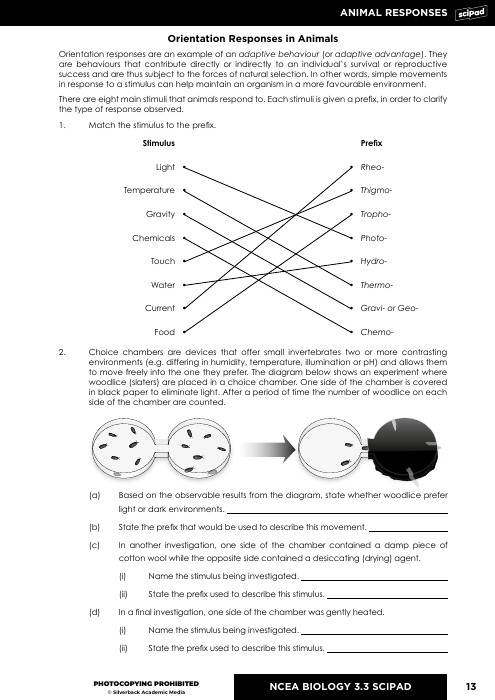 ANIMAL RESPONSES
scipad
Orientation Responses in Animals
Orientation responses are an example of an adaptive behaviour (or adaptive advantage). They
are behaviours that contribute directly or indirectly to an individual's survival or reproductive
success and are thus subject to the forces of natural selection. In other words, simple movements
in response to a stimulus can help maintain an organism in a more favourable environment.
There are eight main stimuli that animals respond to. Each stimuli is given a prefix, in order to clarify
the type of response observed.
1. Match the stimulus to the prefix.
Stimulus Prefix
Light Rheo-
Temperature Thigmo-
Gravity Tropho-
Chemicals Photo-
Touch Hydro-
Water Thermo-
Current Gravi- or Geo-
Food Chemo-
2. Choice chambers are devices that offer small invertebrates two or more contrasting
environments (e.g. differing in humidity, temperature, illumination or pH) and allows them
to move freely into the one they prefer. The diagram below shows an experiment where
woodlice (slaters) are placed in a choice chamber. One side of the chamber is covered
in black paper to eliminate light. After a period of time the number of woodlice on each
side of the chamber are counted.
(a) Based on the observable results from the diagram, state whether woodlice prefer
light or dark environments.
(b) State the prefix that would be used to describe this movement.
(c) In another investigation, one side of the chamber contained a damp piece of
cotton wool while the opposite side contained a desiccating (drying) agent.
(i) Name the stimulus being investigated.
(ii) State the prefix used to describe this stimulus.
(d) In a final investigation, one side of the chamber was gently heated.
(i) Name the stimulus being investigated.
(ii) State the prefix used to describe this stimulus.
PHOTOCOPYING PROHIBITED
© Silverback Academic Media
NCEA BIOLOGY 3.3 SCIPAD
13